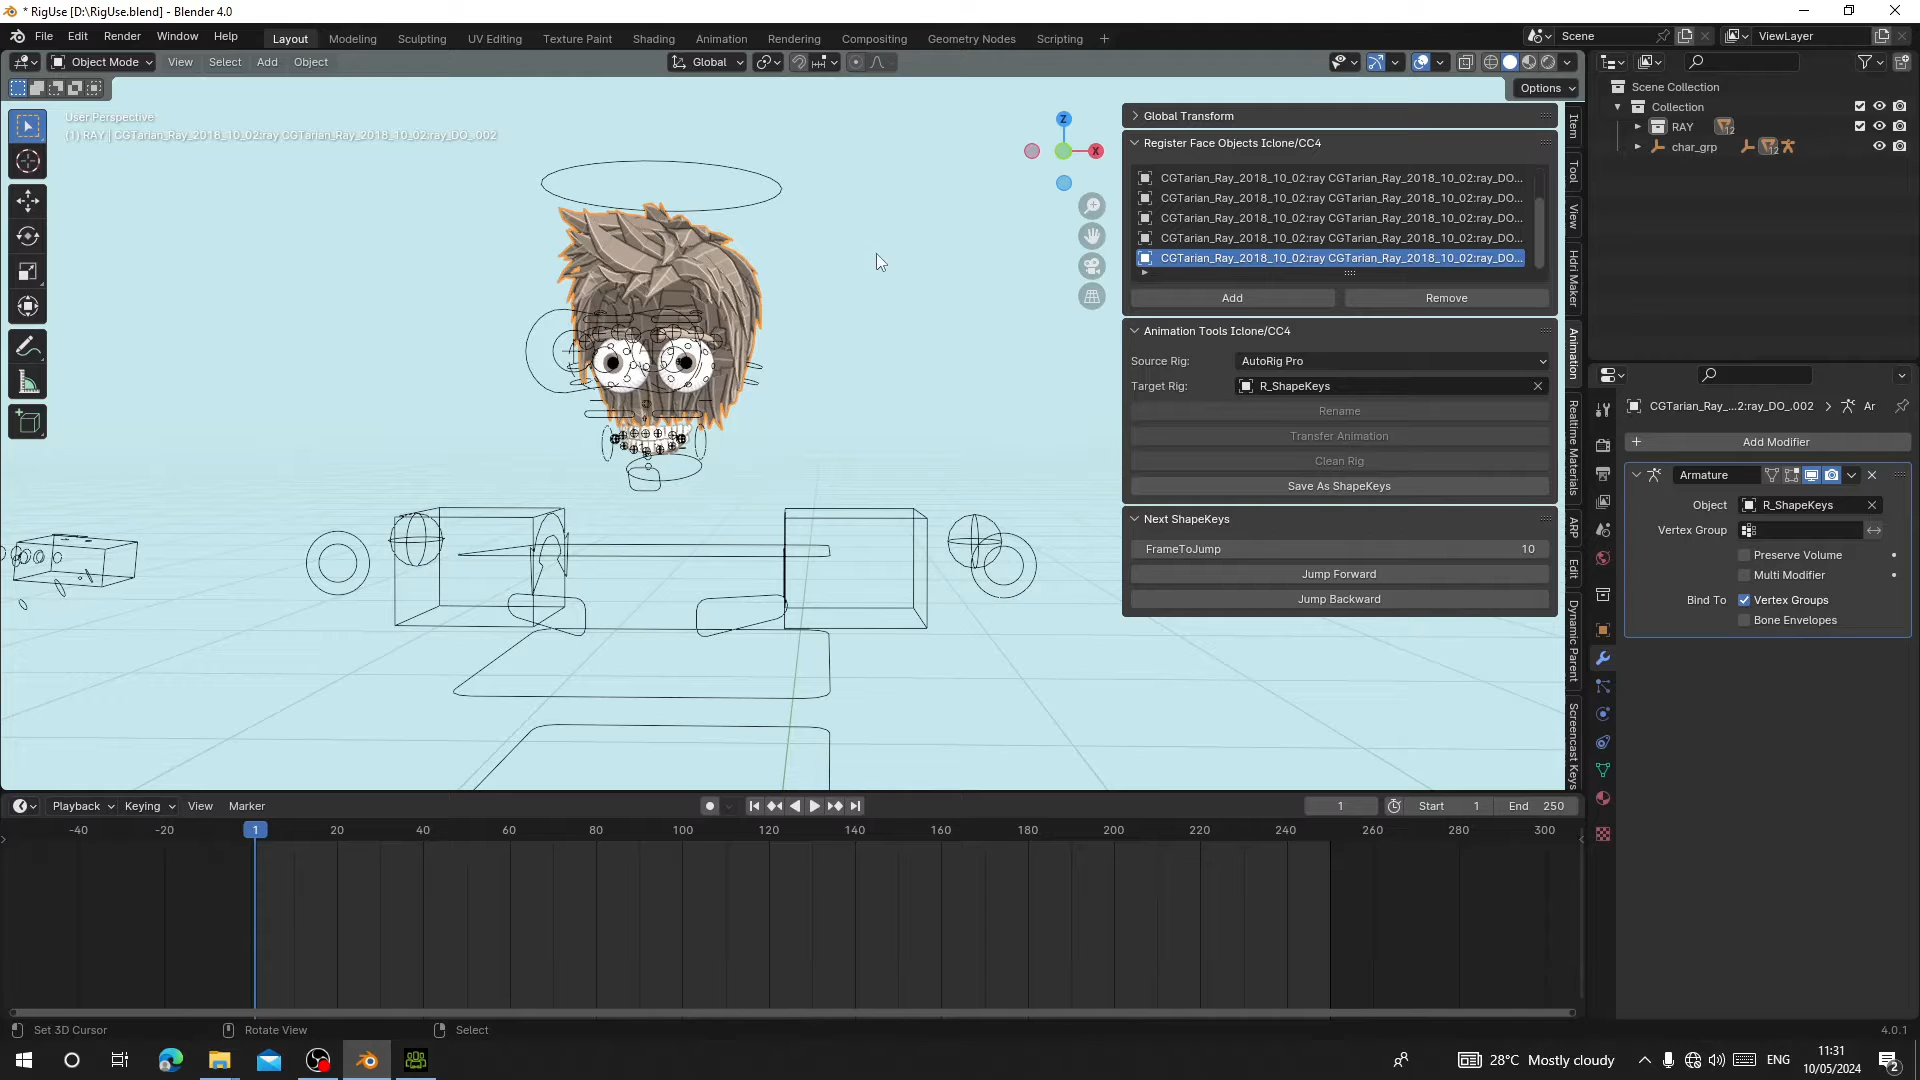 * RigUse [D:\RigUse.blend] - Blender 4.0
File Edit Render Window Help
Layout Modeling Sculpting UV Editing Texture Paint Shading Animation Rendering Compositing Geometry Nodes Scripting +
Scene
ViewLayer
Object Mode View Select Add Object
Global
Options
User Perspective
(1) RAY | CGTarian_Ray_2018_10_02:ray CGTarian_Ray_2018_10_02:ray_DO_.002
Z
X
Global Transform
Register Face Objects Iclone/CC4
CGTarian_Ray_2018_10_02:ray CGTarian_Ray_2018_10_02:ray_DO...
CGTarian_Ray_2018_10_02:ray CGTarian_Ray_2018_10_02:ray_DO...
CGTarian_Ray_2018_10_02:ray CGTarian_Ray_2018_10_02:ray_DO...
CGTarian_Ray_2018_10_02:ray CGTarian_Ray_2018_10_02:ray_DO...
CGTarian_Ray_2018_10_02:ray CGTarian_Ray_2018_10_02:ray_DO...
Add Remove
Animation Tools Iclone/CC4
Source Rig: AutoRig Pro
Target Rig: R_ShapeKeys
Rename
Transfer Animation
Clean Rig
Save As ShapeKeys
Next ShapeKeys
FrameToJump 10
Jump Forward
Jump Backward
Item
Tool
View
Hdri Maker
Animation
Realtime Materials
ARP
Edit
Dynamic Parent
Screencast Keys
Scene Collection
Collection
RAY 12
char_grp 12
CGTarian_Ray_...2:ray_DO_.002 > Ar
Add Modifier
Armature
Object R_ShapeKeys
Vertex Group
Preserve Volume
Multi Modifier
Bind To Vertex Groups
Bone Envelopes
Playback Keying View Marker
1 Start 1 End 250
-40 -20 1 20 40 60 80 100 120 140 160 180 200 220 240 260 280 300
Set 3D Cursor Rotate View Select
4.0.1
28°C Mostly cloudy
ENG
11:31
10/05/2024
2